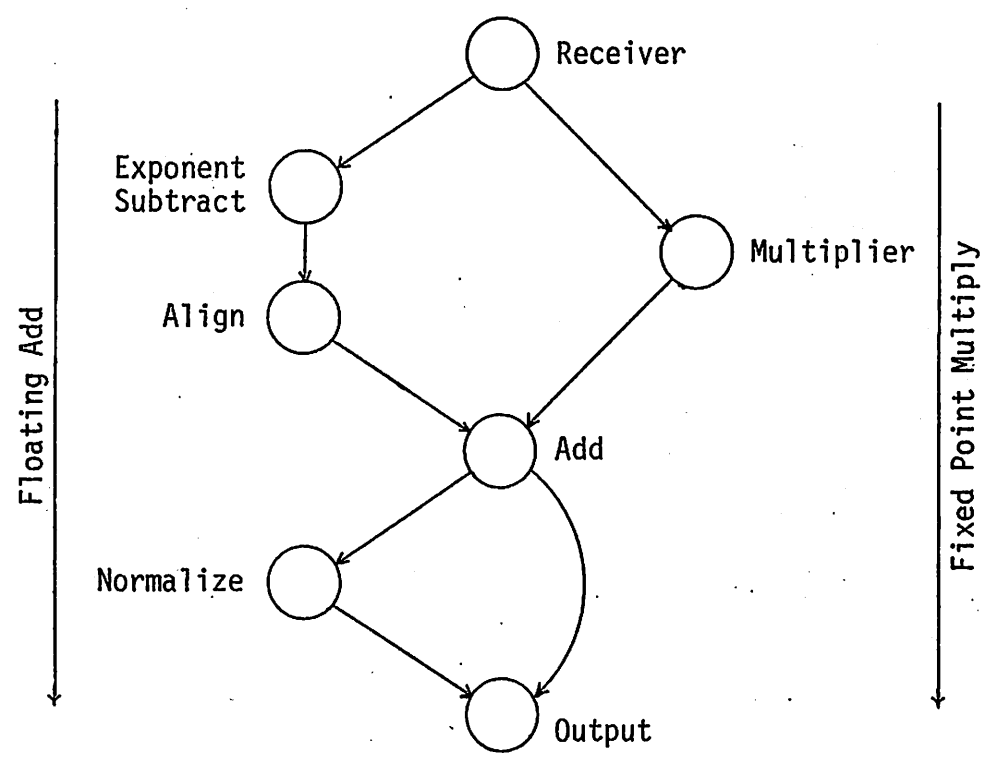 Receiver
Exponent
Subtract
Multiplier
Align
Floating Add
Fixed Point Multiply
Add
Normalize
Output